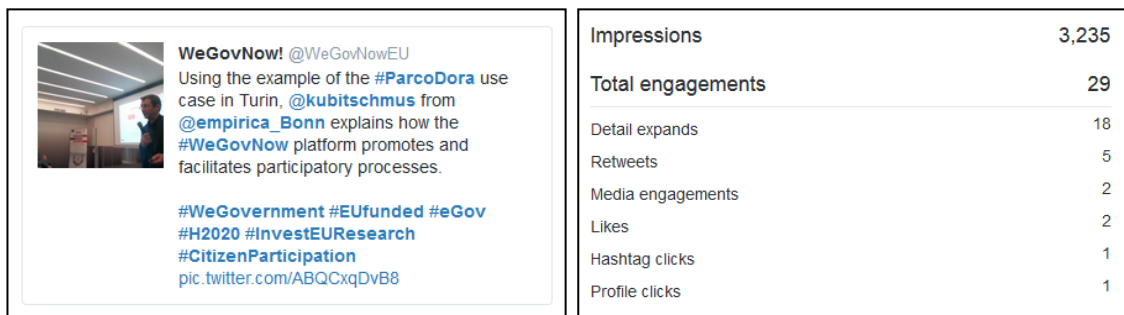 WeGovNow! @WeGovNowEU
Using the example of the #ParcoDora use
case in Turin, @kubitschmus from
@empirica_Bonn explains how the
#WeGovNow platform promotes and
facilitates participatory processes.
#WeGovernment #EUfunded #eGov
#H2020 #InvestEUResearch
#CitizenParticipation
pic.twitter.com/ABQCxqDvB8
Impressions 3,235
Total engagements 29
Detail expands 18
Retweets 5
Media engagements 2
Likes 2
Hashtag clicks 1
Profile clicks 1